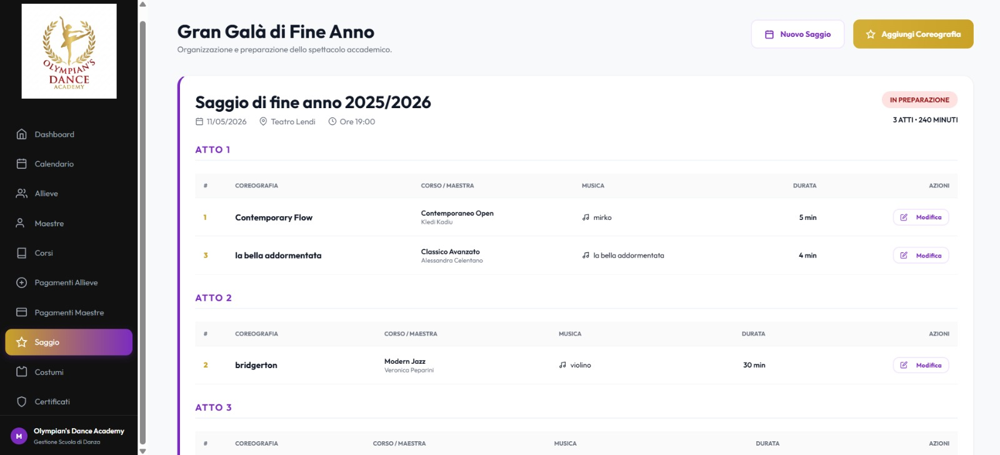 OLYMPIAN'S
DANCE
ACADEMY
Dashboard
Calendario
Allieve
Maestre
Corsi
Pagamenti Allieve
Pagamenti Maestre
Saggio
Costumi
Certificati
M
Olympian's Dance Academy
Gestione Scuola di Danza
Gran Galà di Fine Anno
Organizzazione e preparazione dello spettacolo accademico.
Nuovo Saggio
Aggiungi Coreografia
Saggio di fine anno 2025/2026
IN PREPARAZIONE
11/05/2026 Teatro Lendi Ore 19:00
3 ATTI • 240 MINUTI
ATTO 1
# COREOGRAFIA CORSO / MAESTRA MUSICA DURATA AZIONI
1 Contemporary Flow Contemporaneo Open mirko 5 min Modifica
Kledi Kadiu
3 la bella addormentata Classico Avanzato la bella addormentata 4 min Modifica
Alessandra Celentano
ATTO 2
# COREOGRAFIA CORSO / MAESTRA MUSICA DURATA AZIONI
2 bridgerton Modern Jazz violino 30 min Modifica
Veronica Peparini
ATTO 3
# COREOGRAFIA CORSO / MAESTRA MUSICA DURATA AZIONI